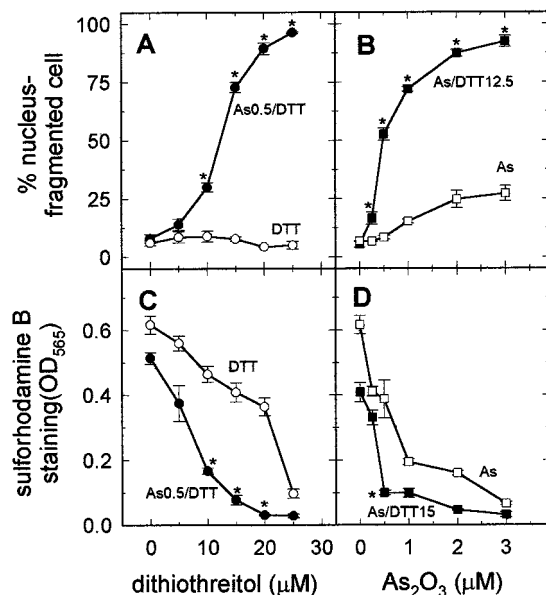 A
B
100
75
50
25
0
% nucleus-
fragmented cell
As0.5/DTT
DTT
As/DTT12.5
As
* * * * *
* * * * *
C
D
0.6
0.4
0.2
0.0
sulforhodamine B
staining(OD565)
DTT
As0.5/DTT
As
As/DTT15
* * *
*
0 10 20 30
0 1 2 3
dithiothreitol (μM)
As2O3 (μM)